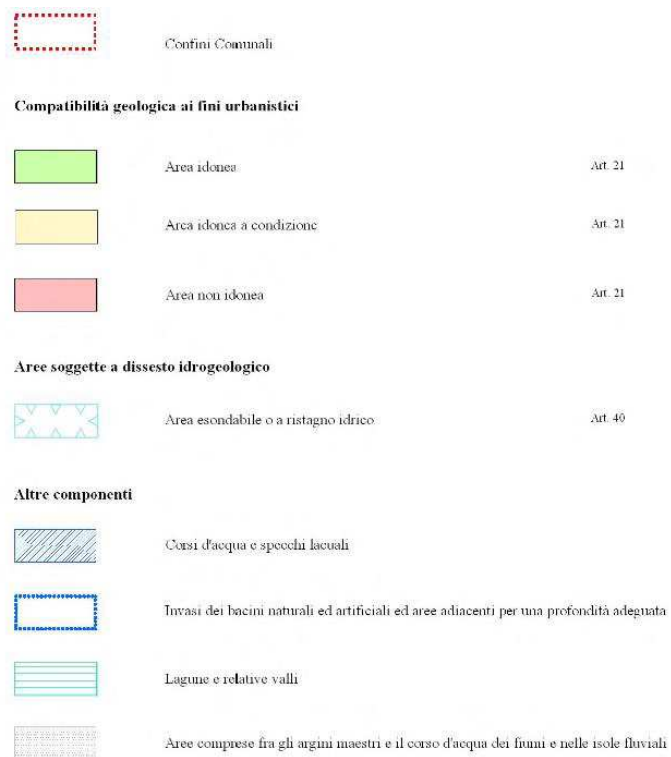 Confini Comunali
Compatibilità geologica ai fini urbanistici
Area idonea Art. 21
Area idonea a condizione Art. 21
Area non idonea Art. 21
Aree soggette a dissesto idrogeologico
Area esondabile o a ristagno idrico Art. 40
Altre componenti
Corsi d'acqua e specchi lacuali
Invasi dei bacini naturali ed artificiali ed aree adiacenti per una profondità adeguata
Lagune e relative valli
Aree comprese fra gli argini maestri e il corso d'acqua dei fiumi e nelle isole fluviali